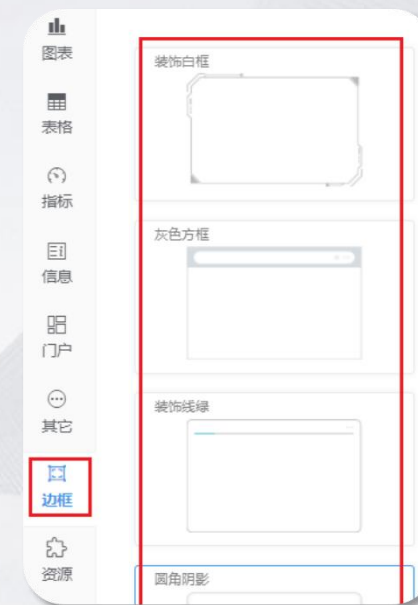 图表
表格
指标
信息
门户
其它
边框
资源
装饰白框
灰色方框
装饰线绿
圆角阴影